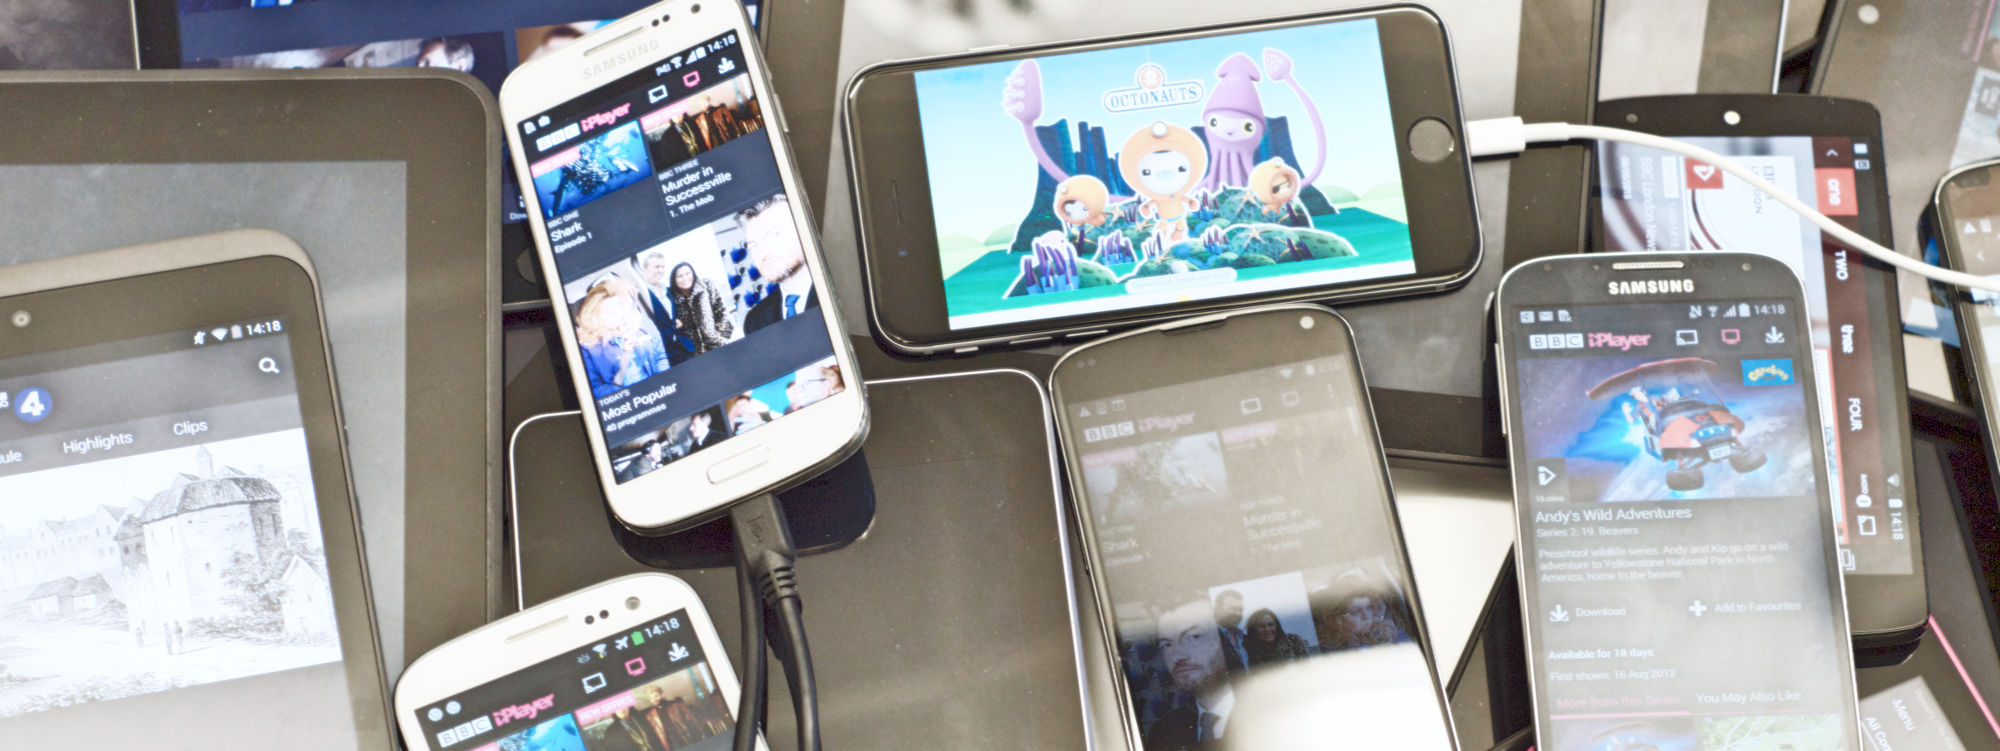 14:18
4
Highlights
Clips
SAMSUNG
14:18
BBC iPlayer
BBC ONE
Shark
Episode 1
BBC THREE
Murder in
Successville
1. The Mob
TODAY'S
Most Popular
40 programmes
14:18
BBC iPlayer
NEW SERIES
OCTONAUTS
BBC iPlayer
Shark
Episode 1
Murder in
Successville
1. The Mob
one
TWO
three
FOUR
BBC London New
14:18
SAMSUNG
14:18
BBC iPlayer
Cbeebies
15 mins
Andy's Wild Adventures
Series 2: 19. Beavers
Preschool wildlife series. Andy and Kip go on a wild
adventure to Yellowstone National Park in North
America, home to the beaver.
Download
Add to Favourites
Available for 18 days
First shown: 16 Aug 2012
More from this Series
You May Also Like
Menu